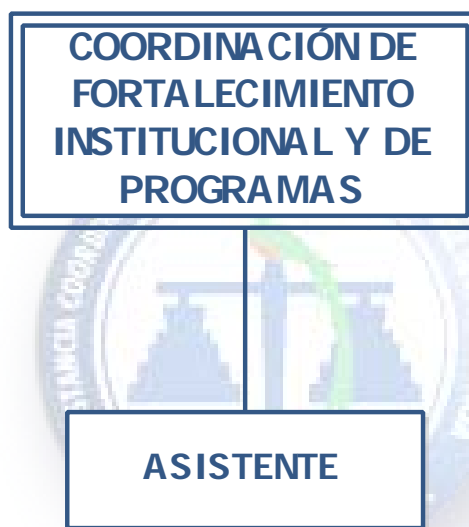 COORDINACIÓN DE
FORTALECIMIENTO
INSTITUCIONAL Y DE
PROGRAMAS
ASISTENTE